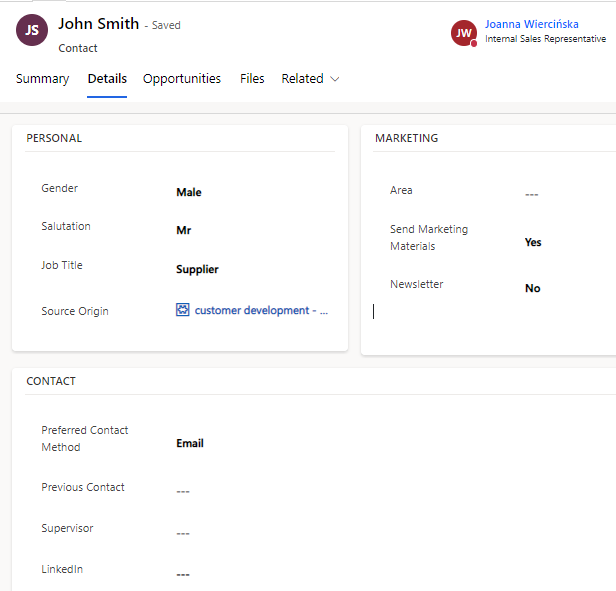 JS
John Smith - Saved
Contact
JW
Joanna Wiercińska
Internal Sales Representative
Summary Details Opportunities Files Related
PERSONAL
Gender Male
Salutation Mr
Job Title Supplier
Source Origin customer development - ...
MARKETING
Area ---
Send Marketing
Materials Yes
Newsletter No
CONTACT
Preferred Contact
Method Email
Previous Contact ---
Supervisor ---
LinkedIn ---